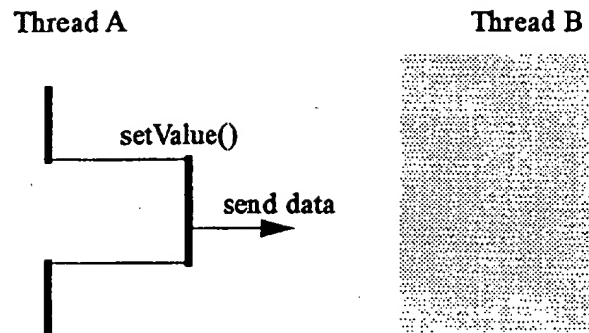 Thread A
Thread B
setValue()
send data